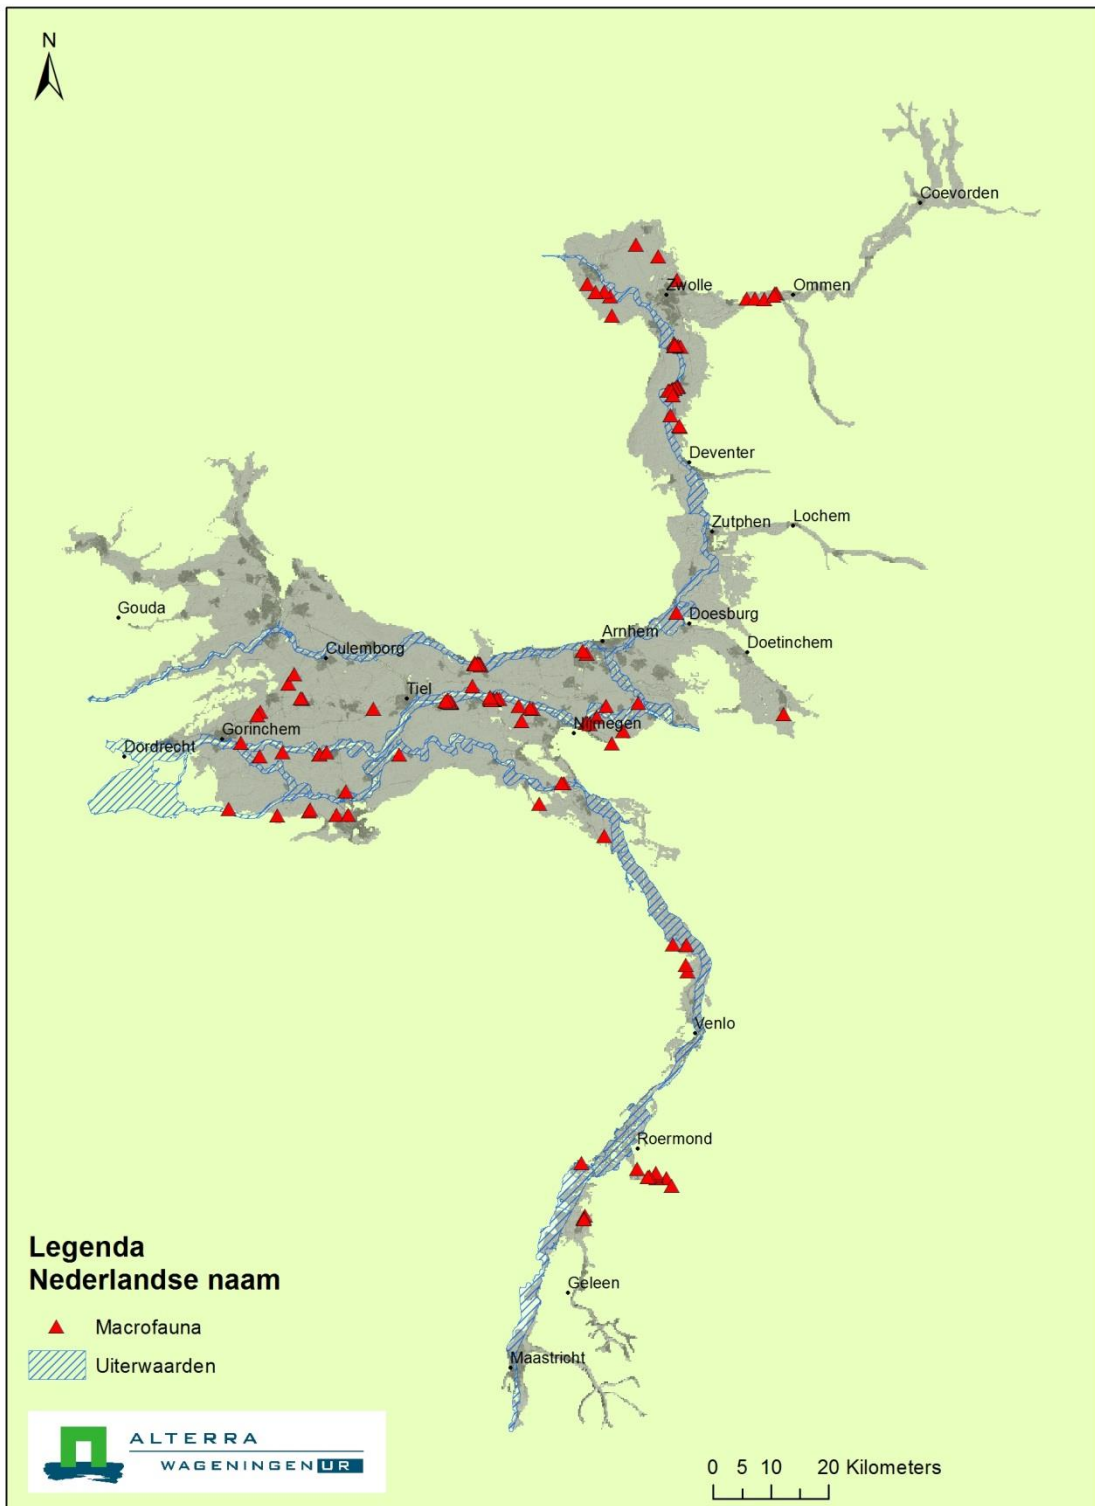 N
Coevorden
Zwolle
Ommen
Deventer
Zutphen
Lochem
Gouda
Doesburg
Arnhem
Doetinchem
Culemborg
Tiel
Gorinchem
Nijmegen
Dordrecht
Venlo
Roermond
Geleen
Maastricht
Legenda
Nederlandse naam
Macrofauna
Uiterwaarden
ALTERRA
WAGENINGEN UR
0 5 10 20 Kilometers